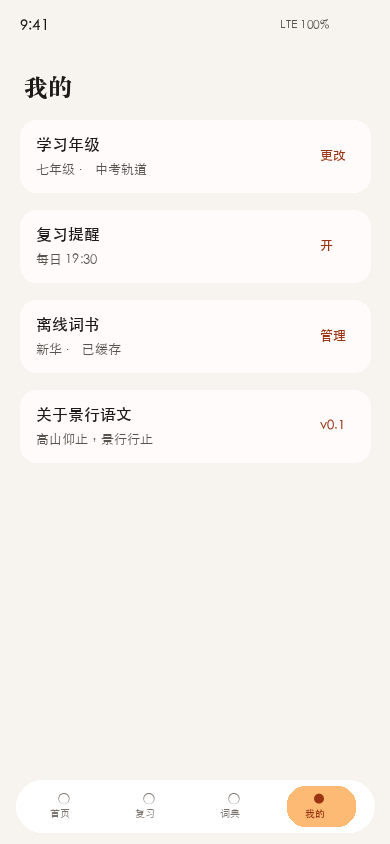 9:41
LTE 100%
我的
学习年级
七年级 · 中考轨道
更改
复习提醒
每日 19:30
开
离线词书
新华 · 已缓存
管理
关于景行语文
高山仰止，景行行止
v0.1
首页
复习
词典
我的